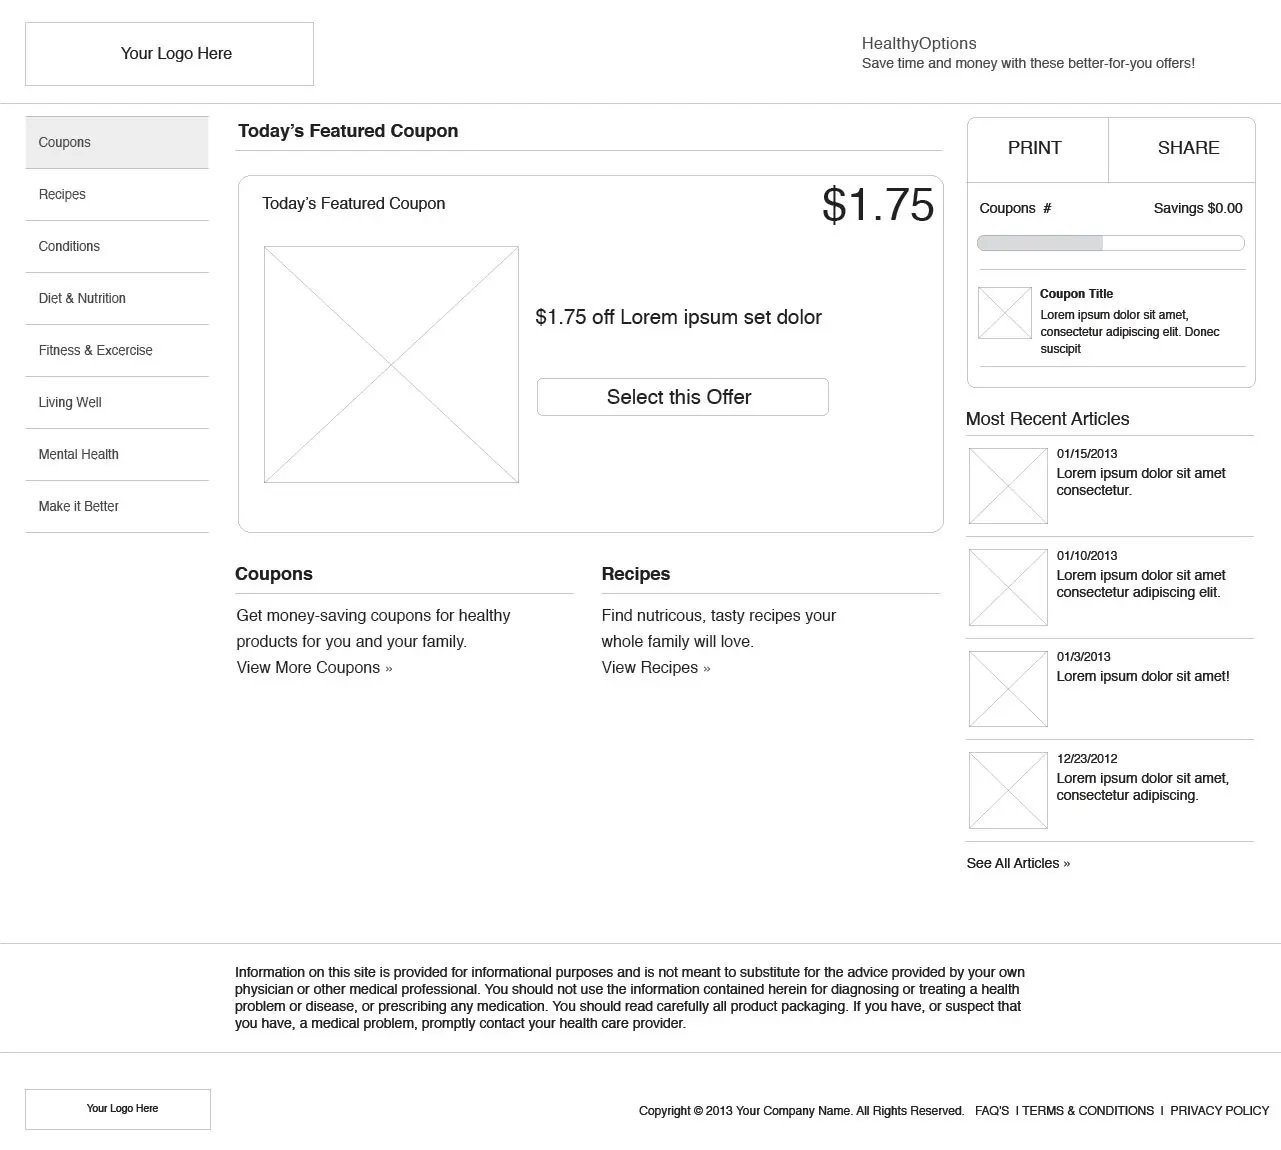 Your Logo Here
HealthyOptions
Save time and money with these better-for-you offers!
Coupons
Recipes
Conditions
Diet & Nutrition
Fitness & Excercise
Living Well
Mental Health
Make it Better
Today’s Featured Coupon
Today’s Featured Coupon
$1.75
$1.75 off Lorem ipsum set dolor
Select this Offer
Coupons
Get money-saving coupons for healthy
products for you and your family.
View More Coupons »
Recipes
Find nutricous, tasty recipes your
whole family will love.
View Recipes »
PRINT
SHARE
Coupons #
Savings $0.00
Coupon Title
Lorem ipsum dolor sit amet,
consectetur adipiscing elit. Donec
suscipit
Most Recent Articles
01/15/2013
Lorem ipsum dolor sit amet
consectetur.
01/10/2013
Lorem ipsum dolor sit amet
consectetur adipiscing elit.
01/3/2013
Lorem ipsum dolor sit amet!
12/23/2012
Lorem ipsum dolor sit amet,
consectetur adipiscing.
See All Articles »
Information on this site is provided for informational purposes and is not meant to substitute for the advice provided by your own
physician or other medical professional. You should not use the information contained herein for diagnosing or treating a health
problem or disease, or prescribing any medication. You should read carefully all product packaging. If you have, or suspect that
you have, a medical problem, promptly contact your health care provider.
Your Logo Here
Copyright © 2013 Your Company Name. All Rights Reserved. FAQ'S | TERMS & CONDITIONS | PRIVACY POLICY